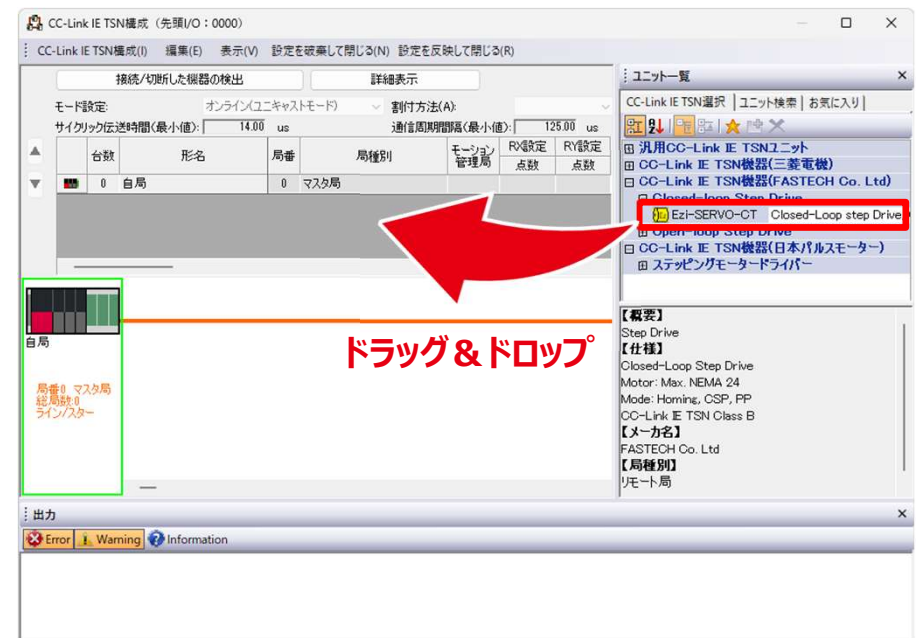 CC-Link IE TSN構成 (先頭I/O：0000)
CC-Link IE TSN構成(I) 編集(E) 表示(V) 設定を破棄して閉じる(N) 設定を反映して閉じる(R)
接続/切断した機器の検出 詳細表示
モード設定: オンライン(ユニキャストモード) 割付方法(A):
サイクリック伝送時間(最小値): 14.00 us 通信周期間隔(最小値): 125.00 us
台数 形名 局番 局種別 モーション管理局 RX設定 RY設定
点数 点数
0 自局 0 マスタ局
自局
局番0 マスタ局
総局数:0
ライン/スター
ドラッグ＆ドロップ
ユニット一覧
CC-Link IE TSN選択 ユニット検索 お気に入り
汎用CC-Link IE TSNユニット
CC-Link IE TSN機器(三菱電機)
CC-Link IE TSN機器(FASTECH Co. Ltd)
Closed-loop Step Drive
Ezi-SERVO-CT Closed-Loop step Drive
Open-loop Step Drive
CC-Link IE TSN機器(日本パルスモーター)
ステッピングモータードライバー
【概要】
Step Drive
【仕様】
Closed-Loop Step Drive
Motor: Max. NEMA 24
Mode: Homing, CSP, PP
CC-Link IE TSN Class B
【メーカ名】
FASTECH Co. Ltd
【局種別】
リモート局
出力
Error Warning Information